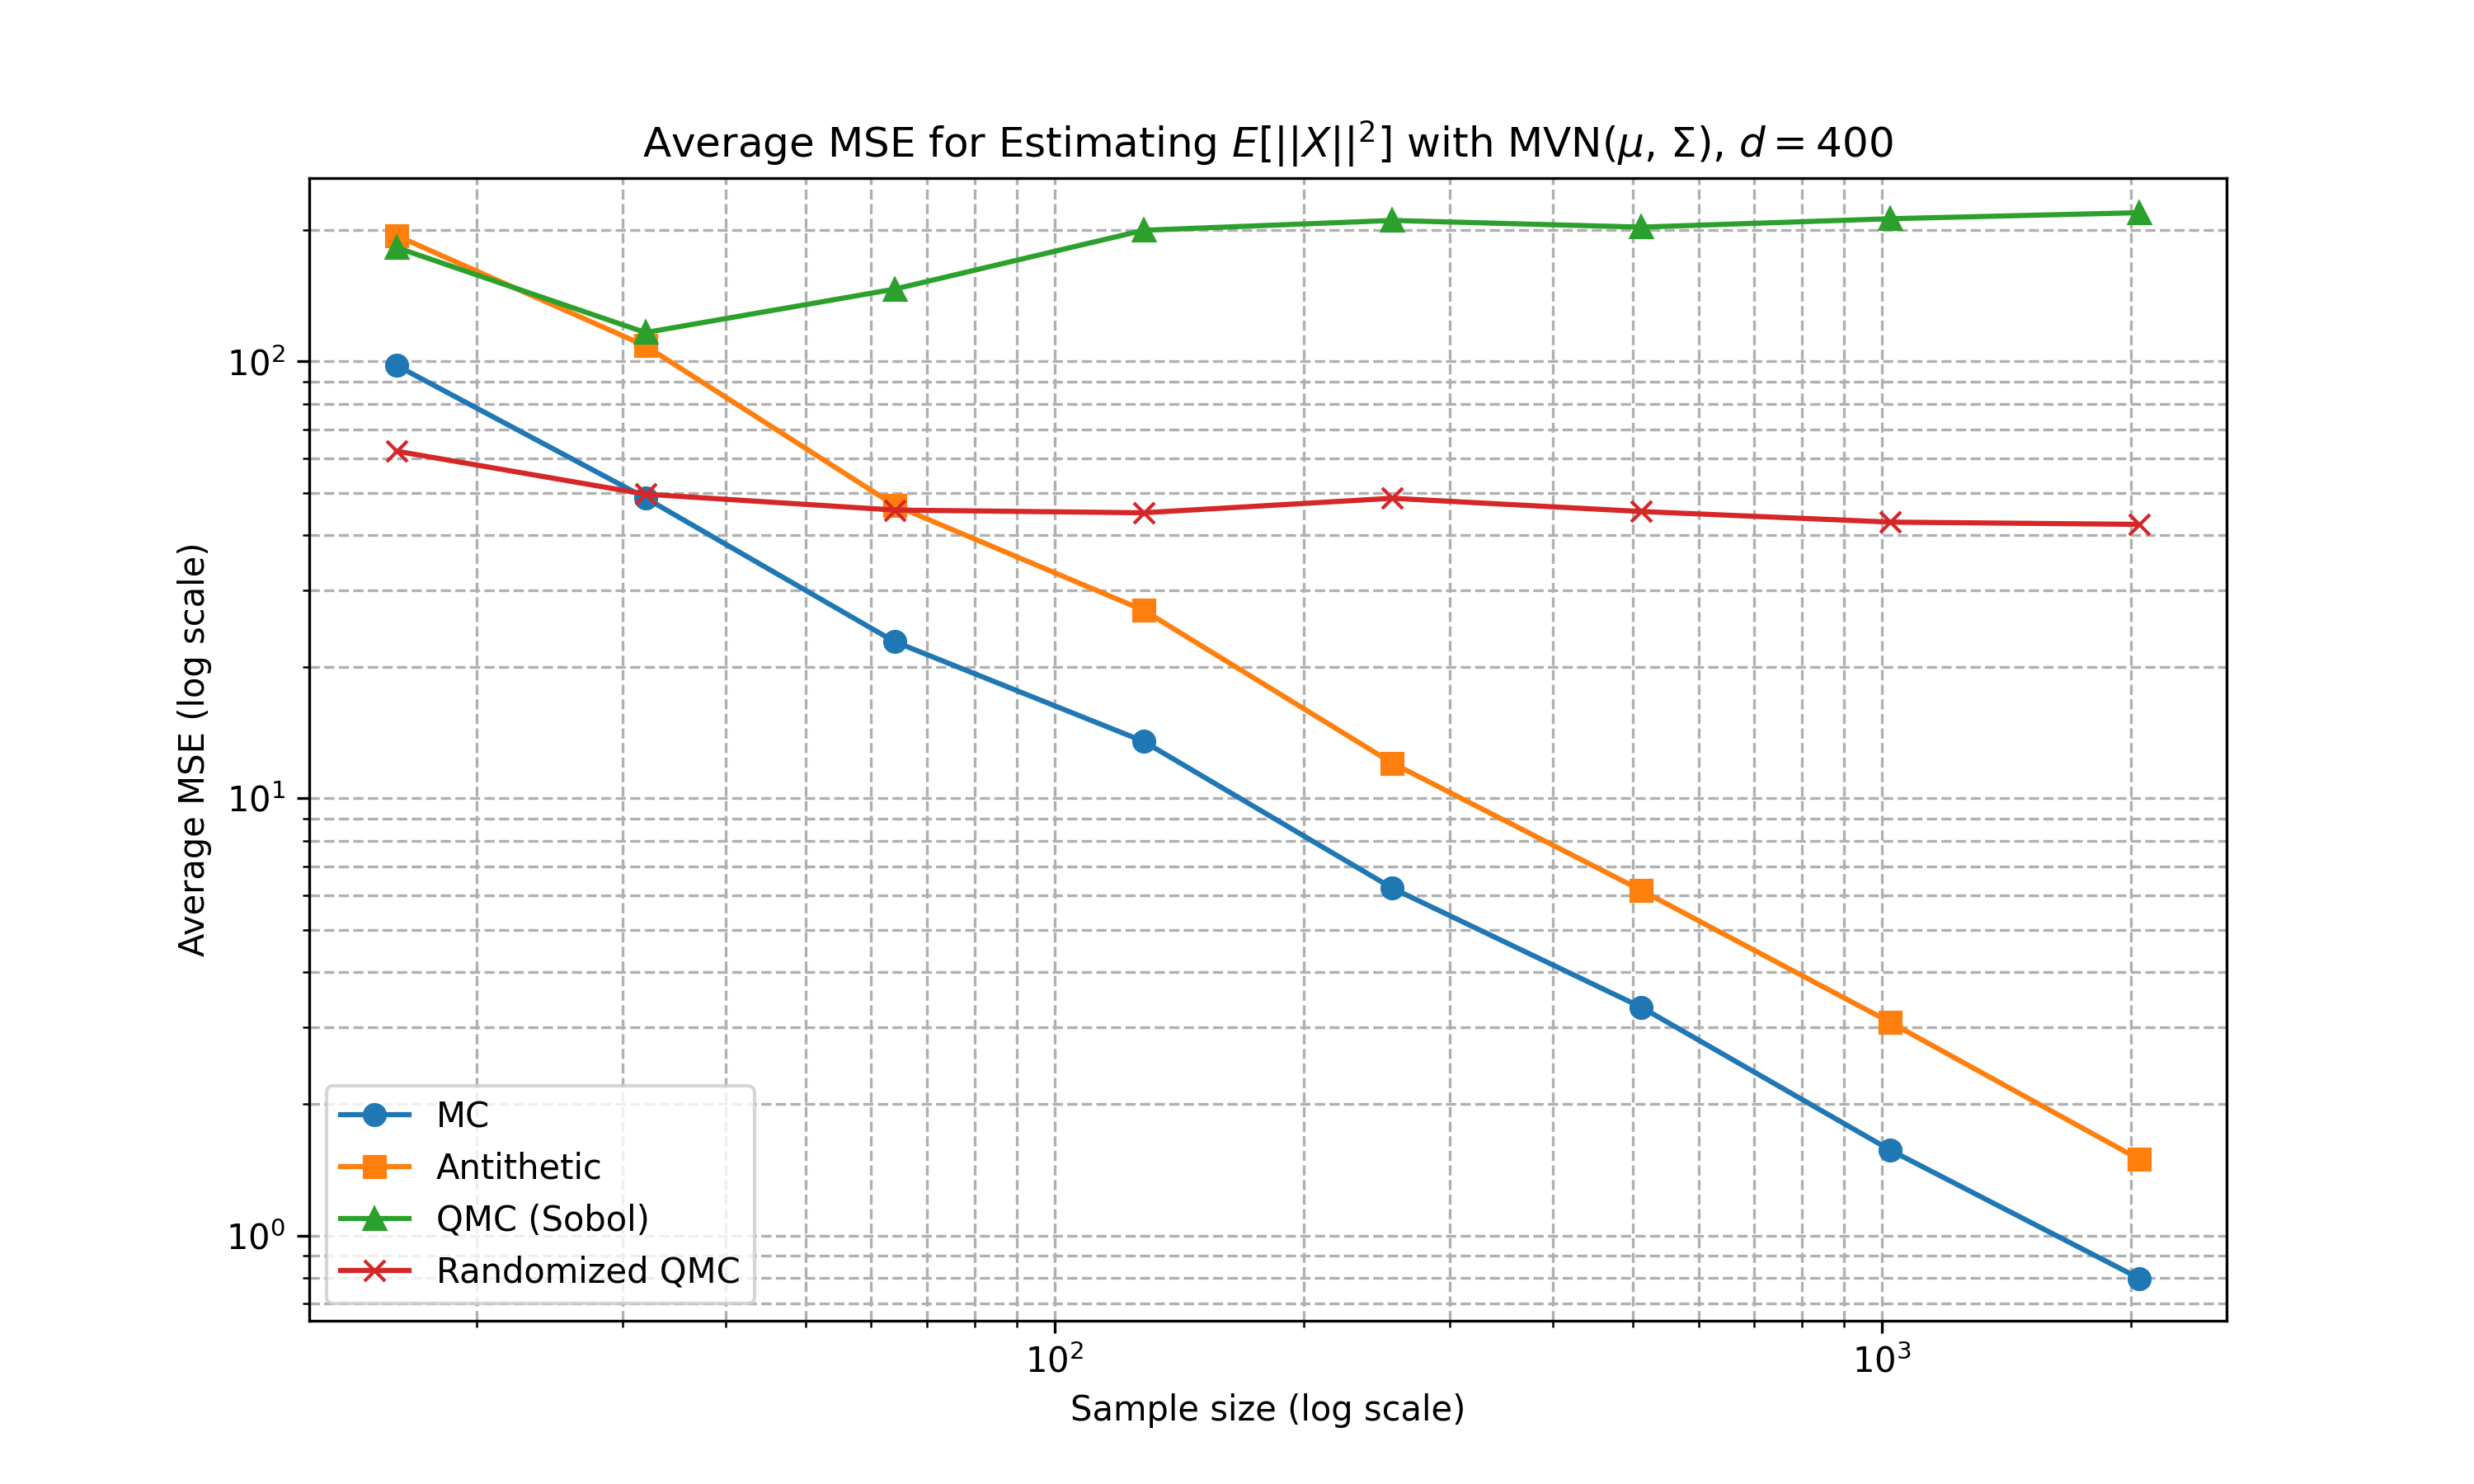 Average MSE for Estimating E[||X||²] with MVN(μ, Σ), d = 400
Average MSE (log scale)
10²
10¹
10⁰
MC
Antithetic
QMC (Sobol)
Randomized QMC
10²
10³
Sample size (log scale)